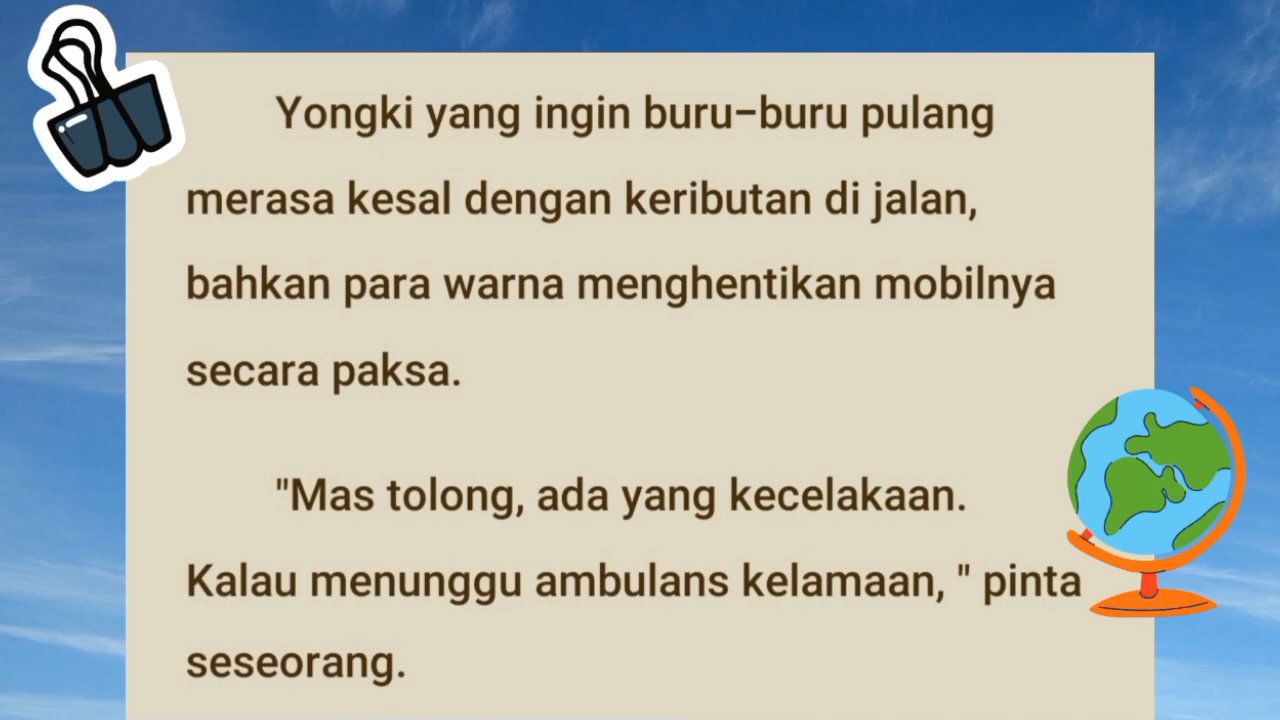 Yongki yang ingin buru-buru pulang
merasa kesal dengan keributan di jalan,
bahkan para warna menghentikan mobilnya
secara paksa.
"Mas tolong, ada yang kecelakaan.
Kalau menunggu ambulans kelamaan, " pinta
seseorang.